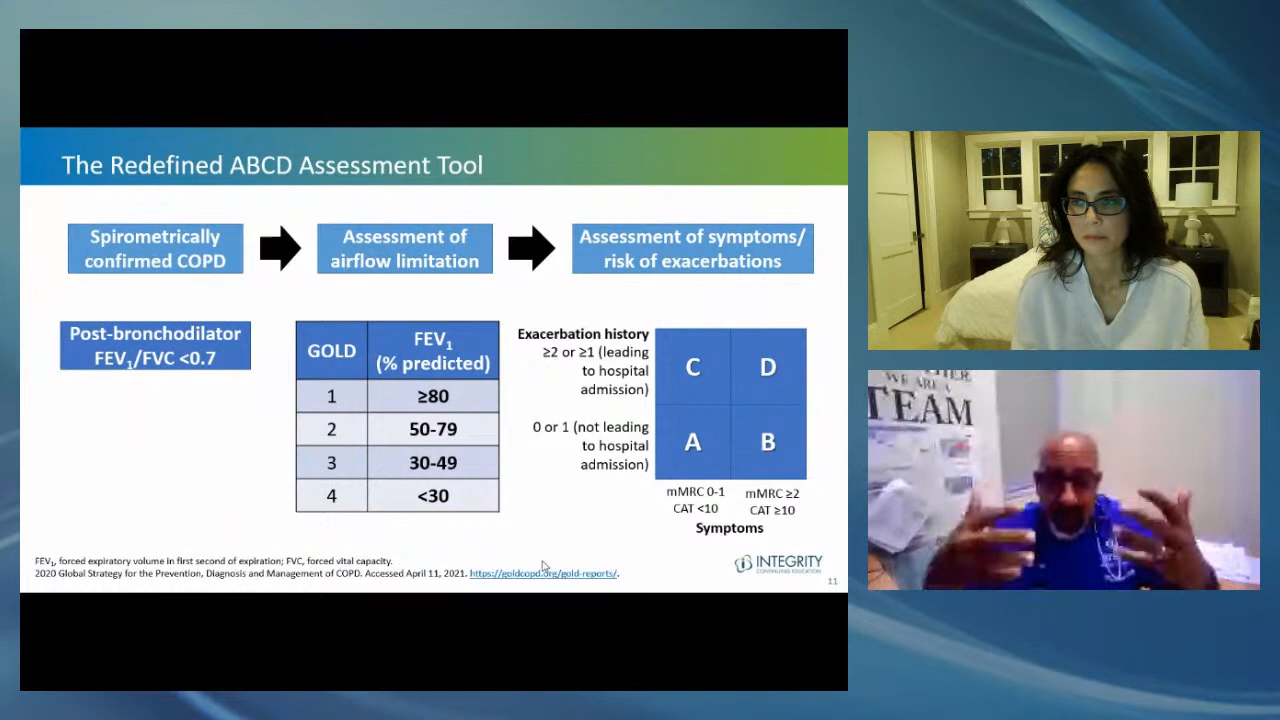 The Redefined ABCD Assessment Tool
Spirometrically
confirmed COPD
Assessment of
airflow limitation
Assessment of symptoms/
risk of exacerbations
Post-bronchodilator
FEV₁/FVC <0.7
GOLD
FEV₁
(% predicted)
1
≥80
2
50-79
3
30-49
4
<30
Exacerbation history
≥2 or ≥1 (leading
to hospital
admission)
0 or 1 (not leading
to hospital
admission)
C
D
A
B
mMRC 0-1
CAT <10
mMRC ≥2
CAT ≥10
Symptoms
FEV₁, forced expiratory volume in first second of expiration; FVC, forced vital capacity.
2020 Global Strategy for the Prevention, Diagnosis and Management of COPD. Accessed April 11, 2021. https://goldcopd.org/gold-reports/.
INTEGRITY
CONTINUING EDUCATION
11
WE ARE A
TEAM